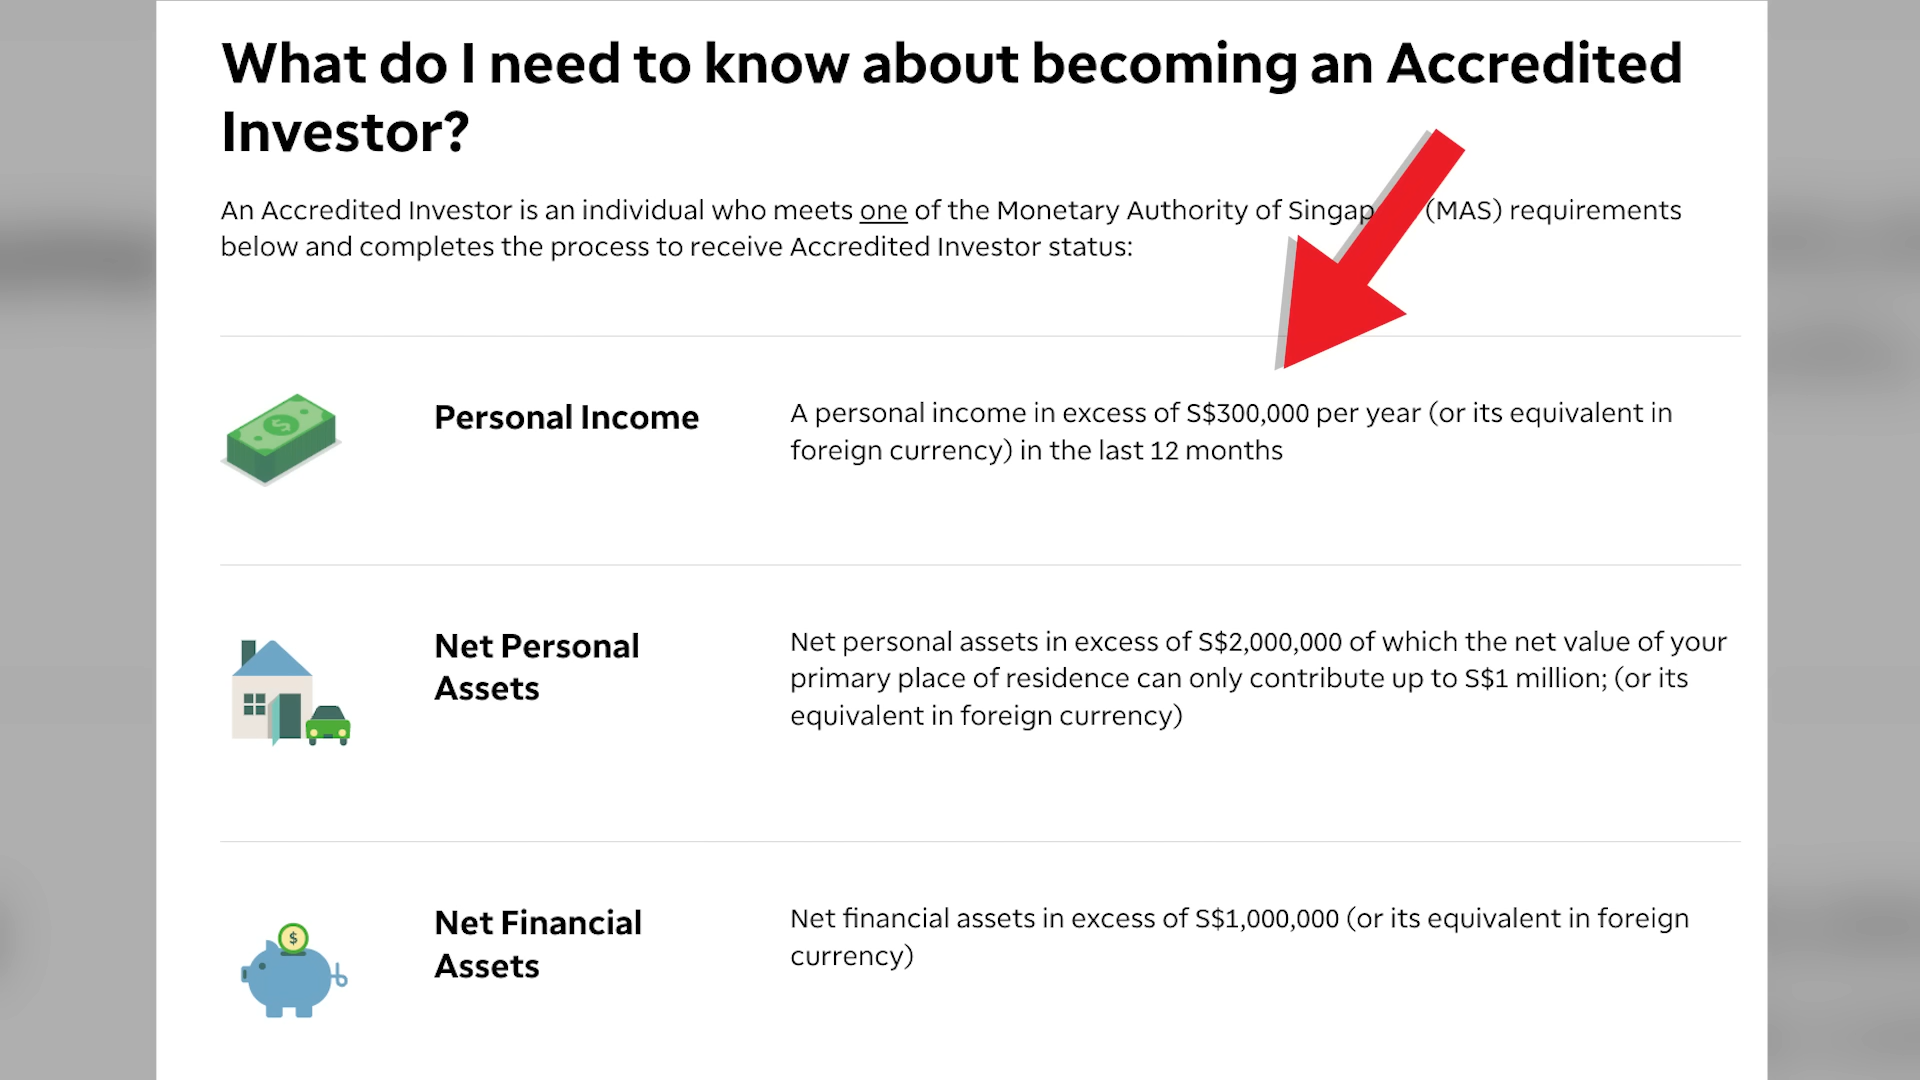 What do I need to know about becoming an Accredited
Investor?
An Accredited Investor is an individual who meets one of the Monetary Authority of (MAS) requirements
below and completes the process to receive Accredited Investor status:
Personal Income
A personal income in excess of S$300,000 per year (or its equivalent in
foreign currency) in the last 12 months
Net Personal
Assets
Net personal assets in excess of S$2,000,000 of which the net value of your
primary place of residence can only contribute up to S$1 million; (or its
equivalent in foreign currency)
Net Financial
Assets
Net financial assets in excess of S$1,000,000 (or its equivalent in foreign
currency)